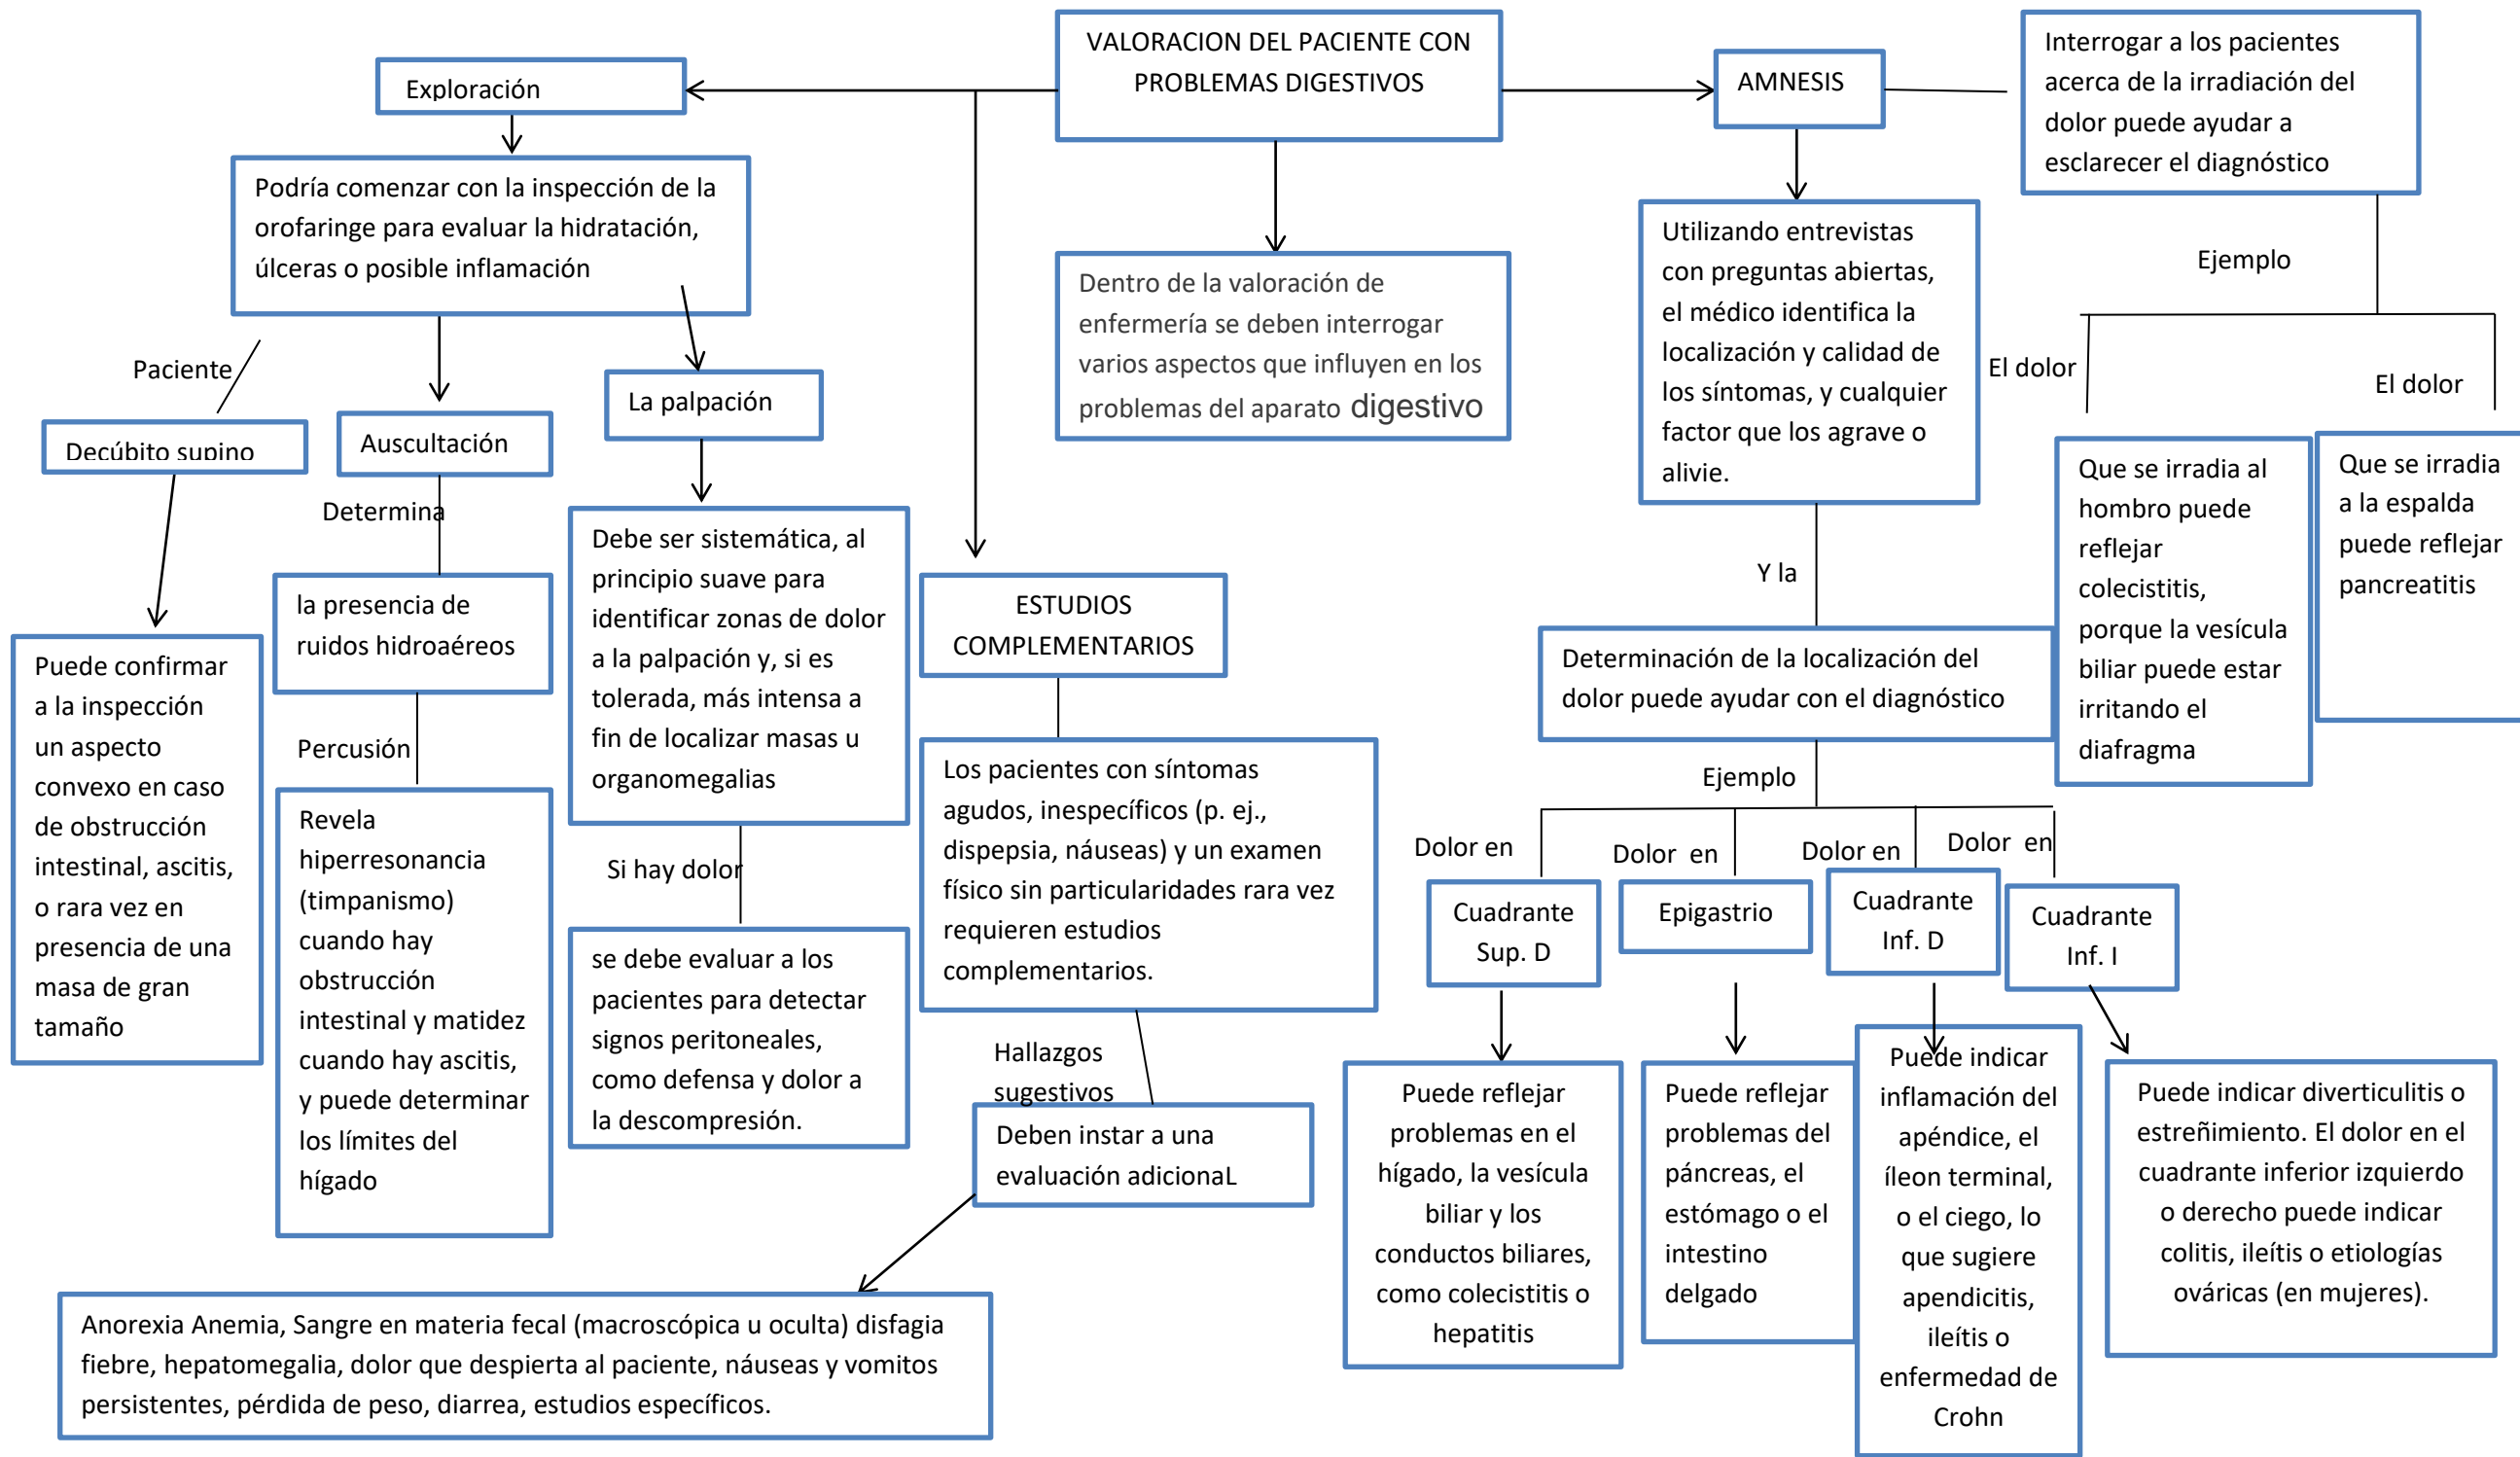 VALORACION DEL PACIENTE CON
PROBLEMAS DIGESTIVOS
Exploración
Podría comenzar con la inspección de la
orofaringe para evaluar la hidratación,
úlceras o posible inflamación
Paciente
Decúbito supino
Puede confirmar
a la inspección
un aspecto
convexo en caso
de obstrucción
intestinal, ascitis,
o rara vez en
presencia de una
masa de gran
tamaño
Auscultación
Determina
la presencia de
ruidos hidroaéreos
Percusión
Revela
hiperresonancia
(timpanismo)
cuando hay
obstrucción
intestinal y matidez
cuando hay ascitis,
y puede determinar
los límites del
hígado
La palpación
Debe ser sistemática, al
principio suave para
identificar zonas de dolor
a la palpación y, si es
tolerada, más intensa a
fin de localizar masas u
organomegalias
Si hay dolor
se debe evaluar a los
pacientes para detectar
signos peritoneales,
como defensa y dolor a
la descompresión.
Dentro de la valoración de
enfermería se deben interrogar
varios aspectos que influyen en los
problemas del aparato digestivo
ESTUDIOS
COMPLEMENTARIOS
Los pacientes con síntomas
agudos, inespecíficos (p. ej.,
dispepsia, náuseas) y un examen
físico sin particularidades rara vez
requieren estudios
complementarios.
Hallazgos
sugestivos
Deben instar a una
evaluación adicionaL
Anorexia Anemia, Sangre en materia fecal (macroscópica u oculta) disfagia
fiebre, hepatomegalia, dolor que despierta al paciente, náuseas y vomitos
persistentes, pérdida de peso, diarrea, estudios específicos.
AMNESIS
Utilizando entrevistas
con preguntas abiertas,
el médico identifica la
localización y calidad de
los síntomas, y cualquier
factor que los agrave o
alivie.
Y la
Determinación de la localización del
dolor puede ayudar con el diagnóstico
Ejemplo
Dolor en
Cuadrante
Sup. D
Puede reflejar
problemas en el
hígado, la vesícula
biliar y los
conductos biliares,
como colecistitis o
hepatitis
Dolor en
Epigastrio
Puede reflejar
problemas del
páncreas, el
estómago o el
intestino
delgado
Dolor en
Cuadrante
Inf. D
Puede indicar
inflamación del
apéndice, el
íleon terminal,
o el ciego, lo
que sugiere
apendicitis,
ileítis o
enfermedad de
Crohn
Dolor en
Cuadrante
Inf. I
Puede indicar diverticulitis o
estreñimiento. El dolor en el
cuadrante inferior izquierdo
o derecho puede indicar
colitis, ileítis o etiologías
ováricas (en mujeres).
Interrogar a los pacientes
acerca de la irradiación del
dolor puede ayudar a
esclarecer el diagnóstico
Ejemplo
El dolor
Que se irradia al
hombro puede
reflejar
colecistitis,
porque la vesícula
biliar puede estar
irritando el
diafragma
El dolor
Que se irradia
a la espalda
puede reflejar
pancreatitis